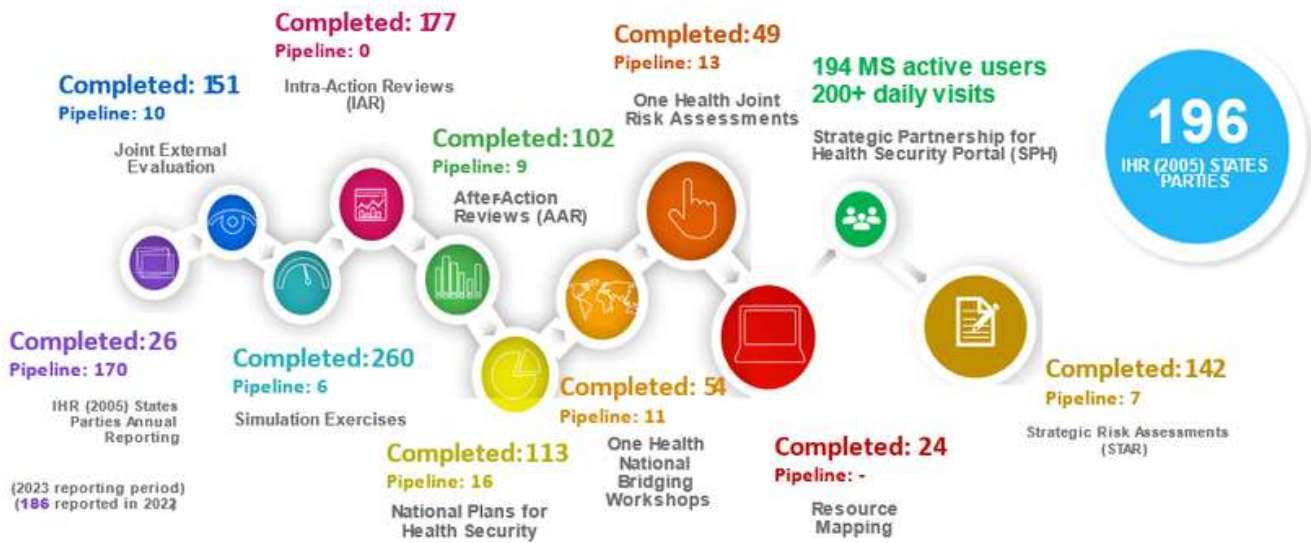 Completed: 151
Pipeline: 10
Joint External
Evaluation
Completed: 177
Pipeline: 0
Intra-Action Reviews
(IAR)
Completed: 102
Pipeline: 9
After-Action
Reviews (AAR)
Completed: 49
Pipeline: 13
One Health Joint
Risk Assessments
194 MS active users
200+ daily visits
Strategic Partnership for
Health Security Portal (SPH)
196
IHR (2005) STATES
PARTIES
Completed: 26
Pipeline: 170
IHR (2005) States
Parties Annual
Reporting
(2023 reporting period)
(186 reported in 2022
Completed: 260
Pipeline: 6
Simulation Exercises
Completed: 113
Pipeline: 16
National Plans for
Health Security
Completed: 54
Pipeline: 11
One Health
National
Bridging
Workshops
Completed: 24
Pipeline: -
Resource
Mapping
Completed: 142
Pipeline: 7
Strategic Risk Assessments
(STAR)